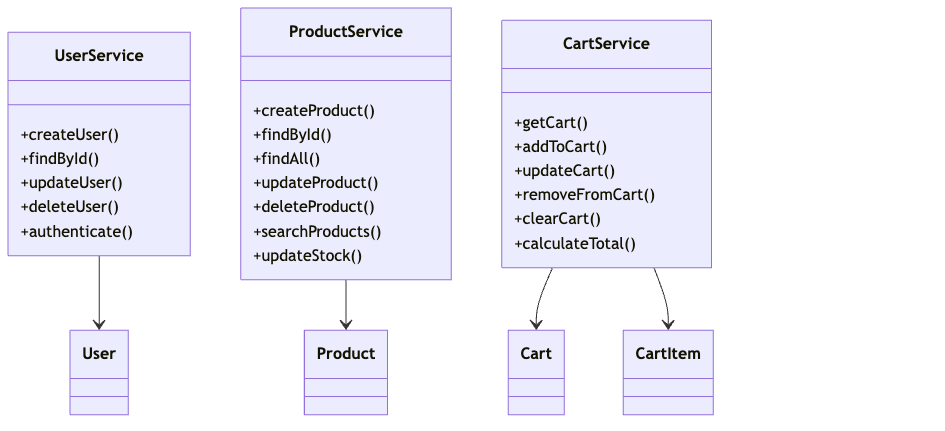 UserService
+createUser()
+findById()
+updateUser()
+deleteUser()
+authenticate()
ProductService
+createProduct()
+findById()
+findAll()
+updateProduct()
+deleteProduct()
+searchProducts()
+updateStock()
CartService
+getCart()
+addToCart()
+updateCart()
+removeFromCart()
+clearCart()
+calculateTotal()
User
Product
Cart
CartItem